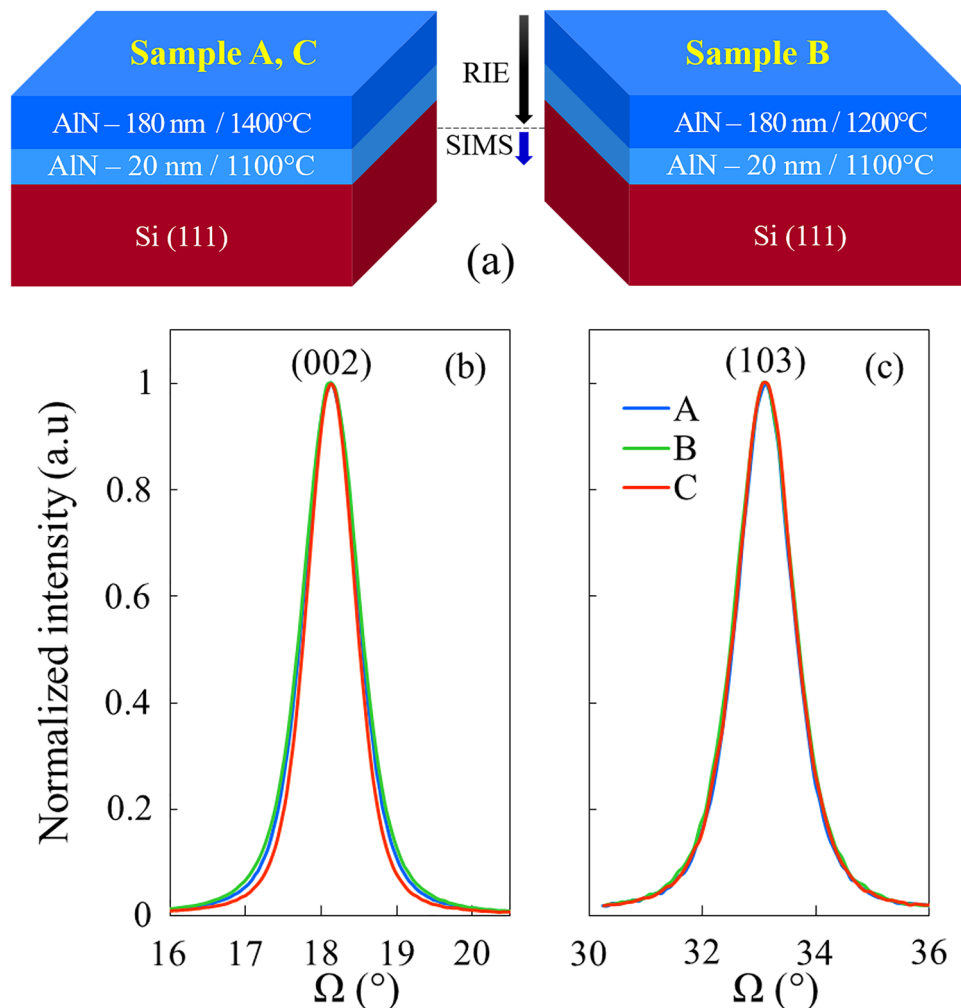 Sample A, C
Sample B
RIE
SIMS
AlN – 180 nm / 1400°C
AlN – 20 nm / 1100°C
Si (111)
AlN – 180 nm / 1200°C
AlN – 20 nm / 1100°C
Si (111)
(a)
(002)
(b)
Normalized intensity (a.u)
1
0.8
0.6
0.4
0.2
0
16 17 18 19 20
Ω (°)
(103)
(c)
A
B
C
30 32 34 36
Ω (°)